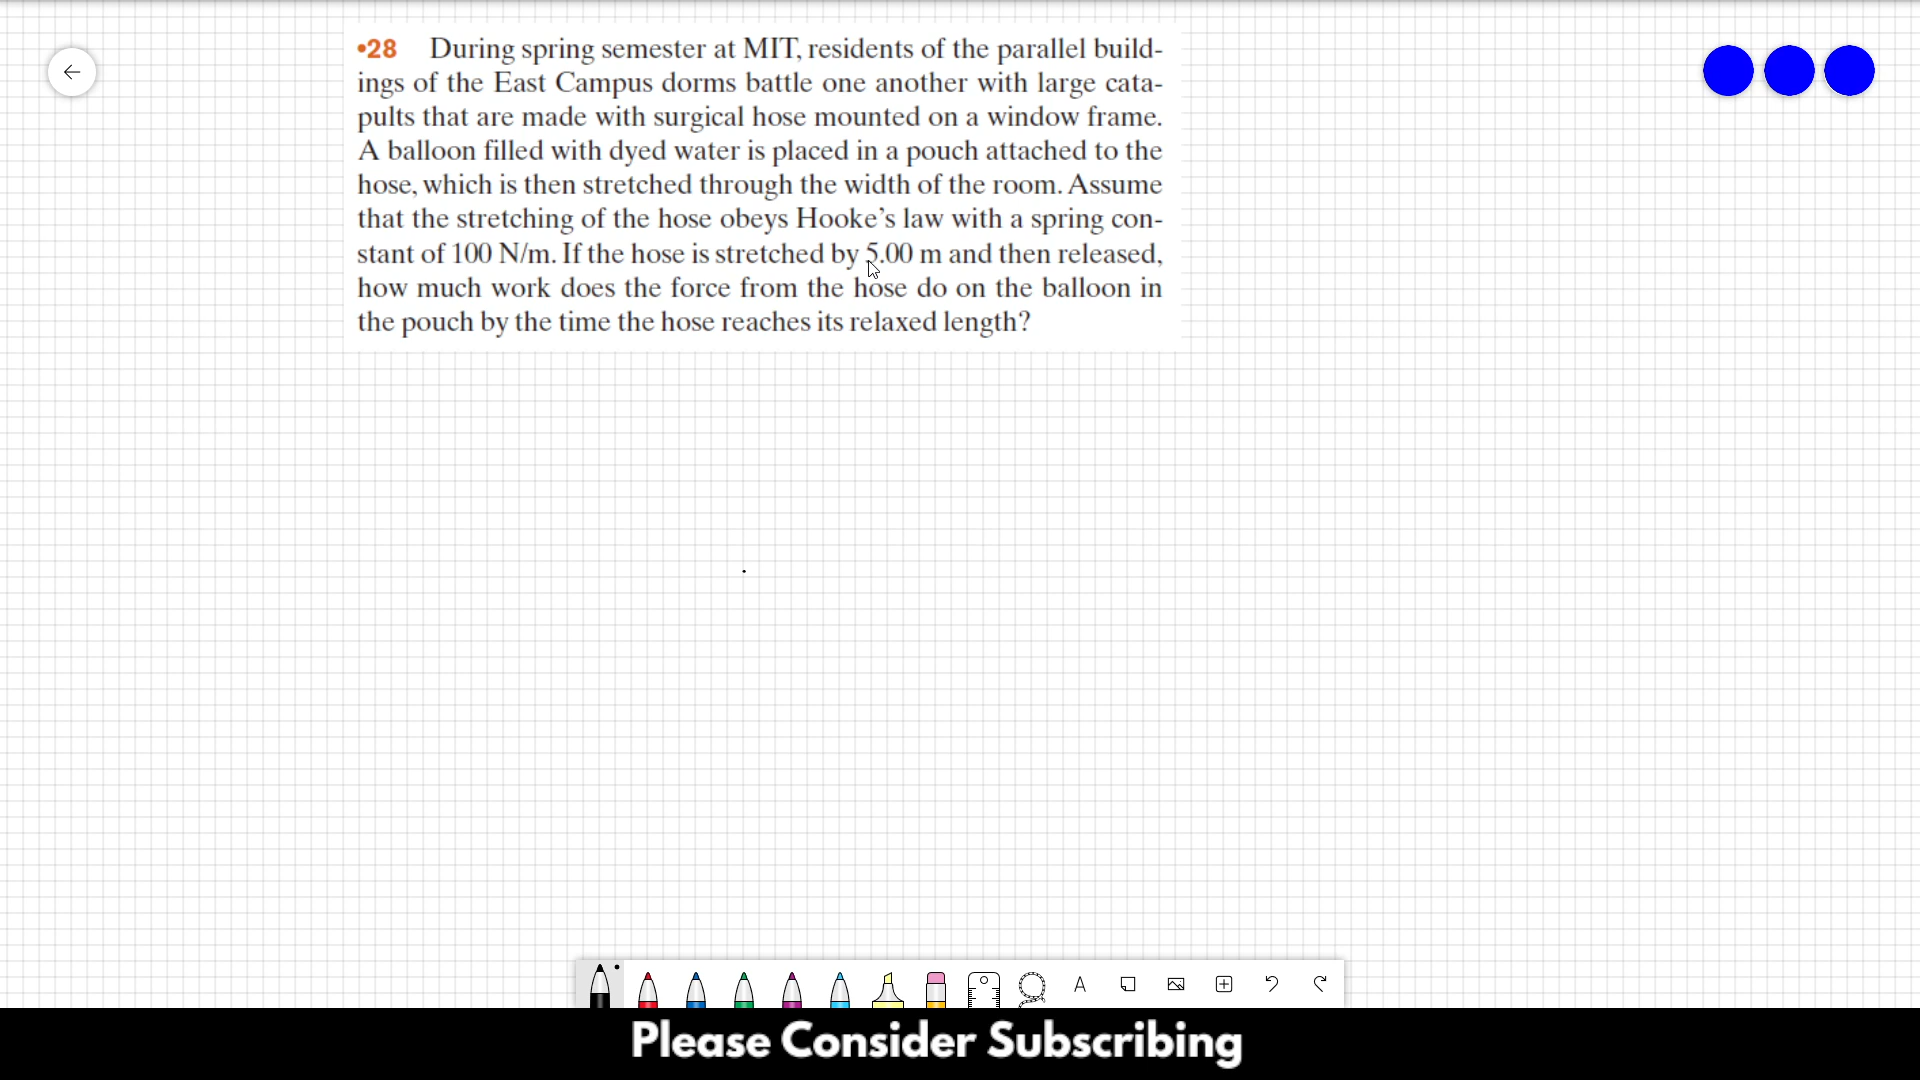 •28 During spring semester at MIT, residents of the parallel build-
ings of the East Campus dorms battle one another with large cata-
pults that are made with surgical hose mounted on a window frame.
A balloon filled with dyed water is placed in a pouch attached to the
hose, which is then stretched through the width of the room. Assume
that the stretching of the hose obeys Hooke's law with a spring con-
stant of 100 N/m. If the hose is stretched by 5.00 m and then released,
how much work does the force from the hose do on the balloon in
the pouch by the time the hose reaches its relaxed length?
Please Consider Subscribing